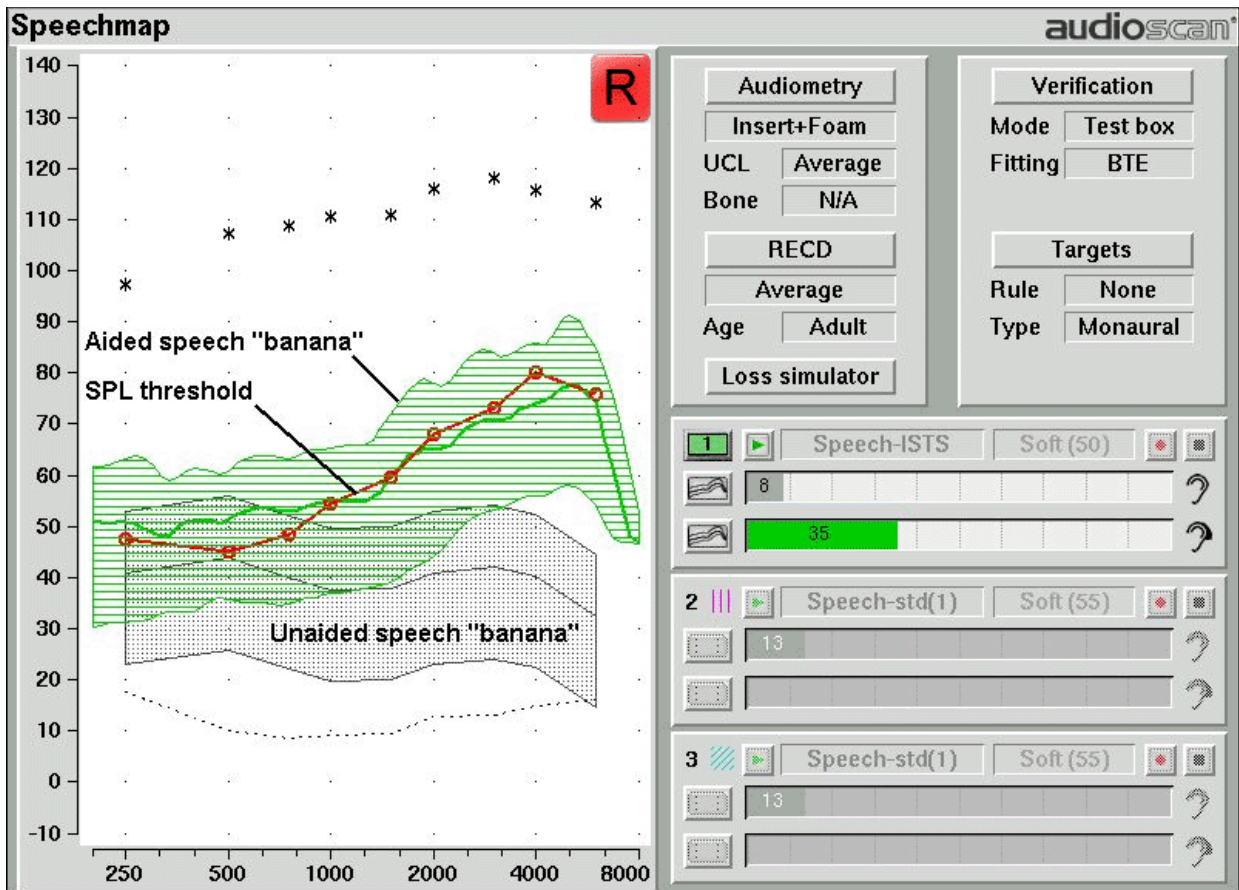 Speechmap
audioscan
140
130
120
110
100
90
80
70
60
50
40
30
20
10
0
-10
R
Aided speech "banana"
SPL threshold
Unaided speech "banana"
250 500 1000 2000 4000 8000
Audiometry
Insert+Foam
UCL Average
Bone N/A
RECD
Average
Age Adult
Loss simulator
Verification
Mode Test box
Fitting BTE
Targets
Rule None
Type Monaural
1 Speech-ISTS Soft (50)
8
35
2 Speech-std(1) Soft (55)
13
3 Speech-std(1) Soft (55)
13